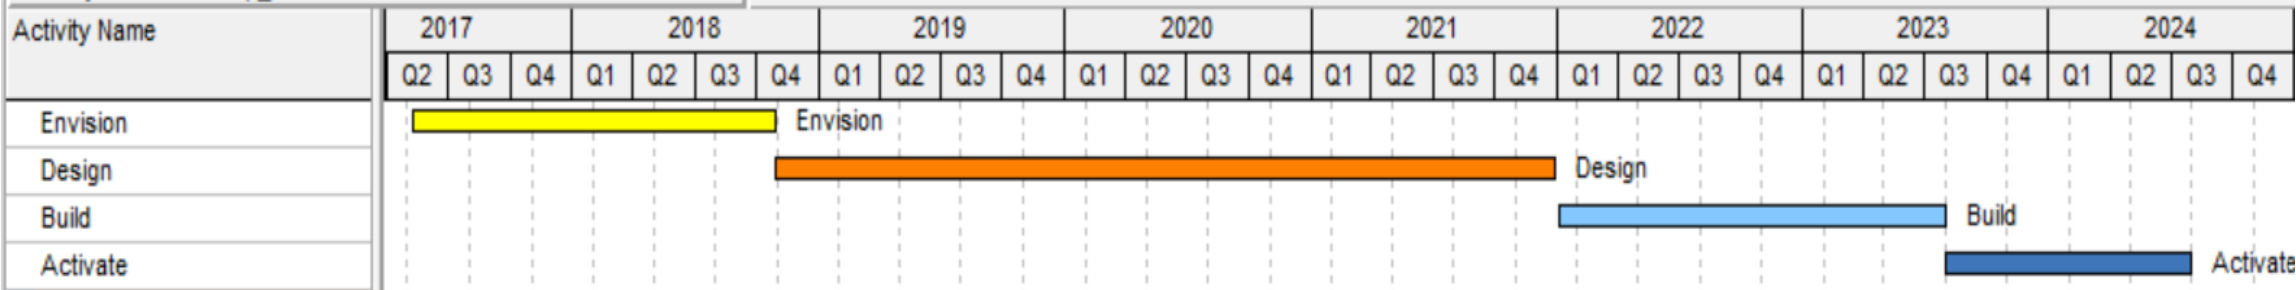 Activity Name 2017 2018 2019 2020 2021 2022 2023 2024
Q2 Q3 Q4 Q1 Q2 Q3 Q4 Q1 Q2 Q3 Q4 Q1 Q2 Q3 Q4 Q1 Q2 Q3 Q4 Q1 Q2 Q3 Q4 Q1 Q2 Q3 Q4 Q1 Q2 Q3 Q4
Envision Envision
Design Design
Build Build
Activate Activate